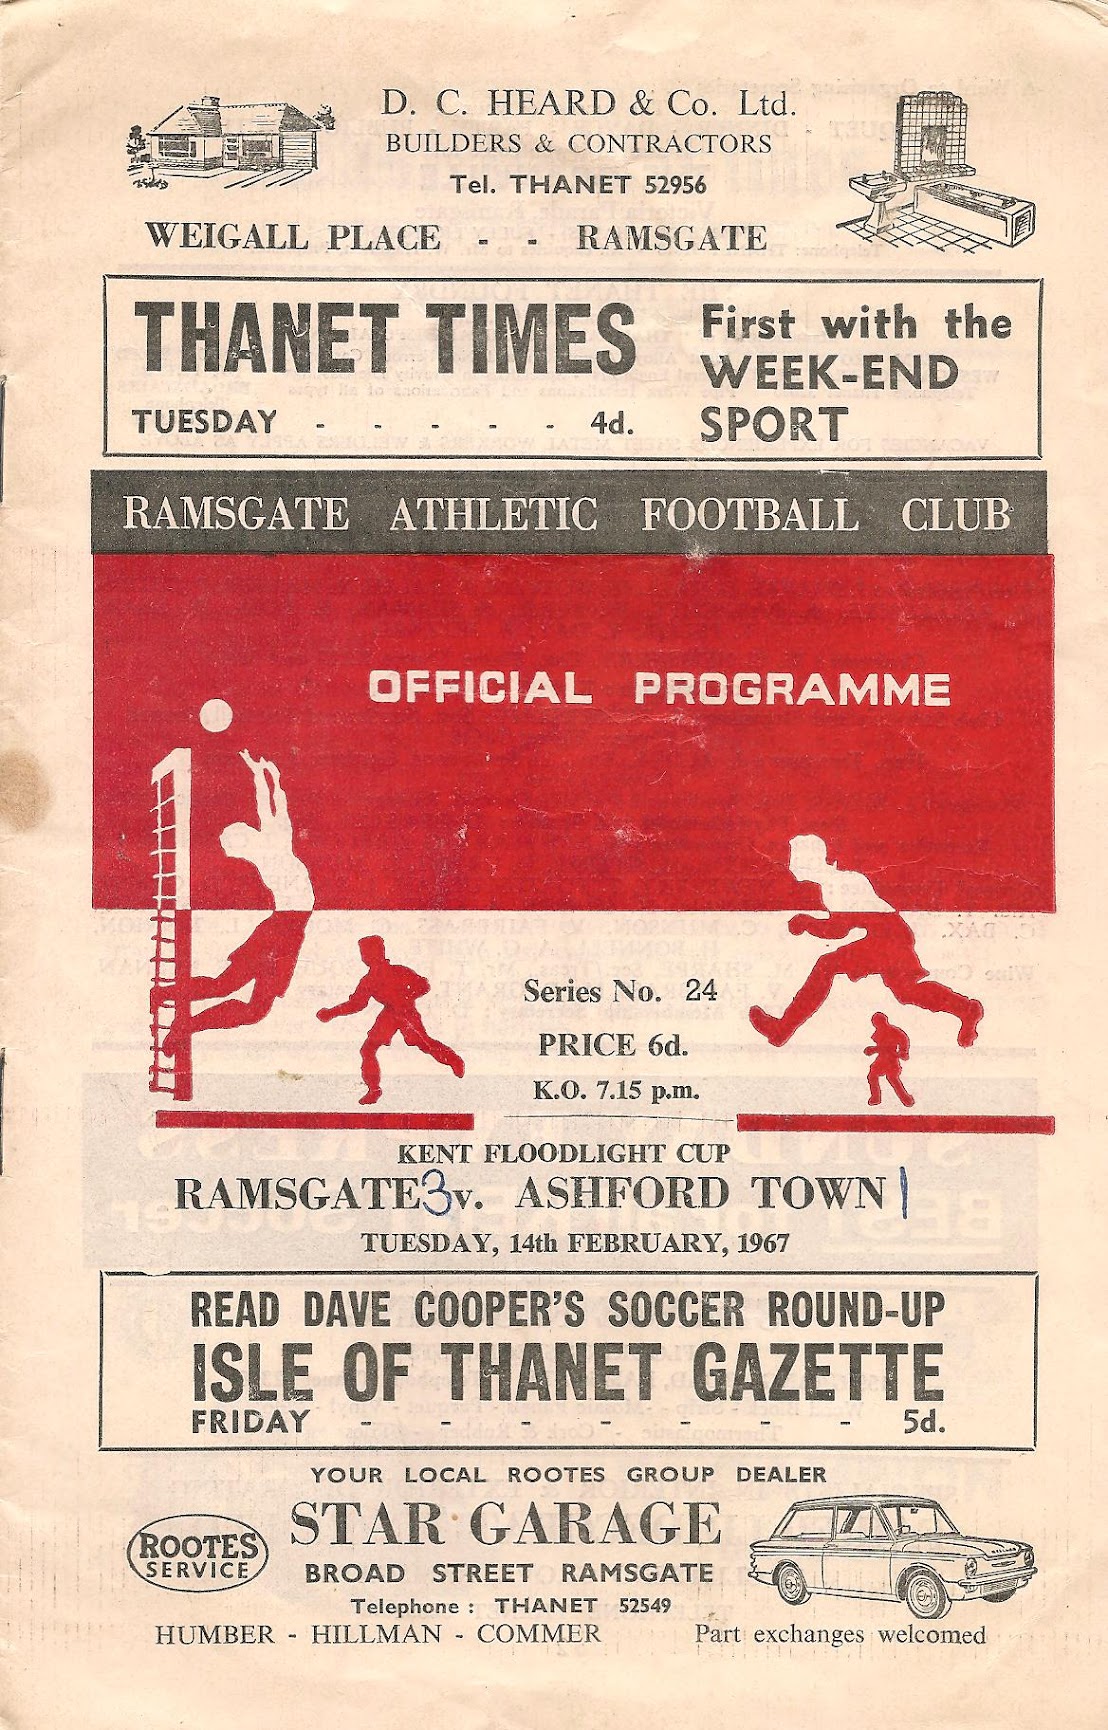 D. C. HEARD & Co. Ltd.
BUILDERS & CONTRACTORS
Tel. THANET 52956
WEIGALL PLACE - - RAMSGATE
THANET TIMES
TUESDAY - - - - - 4d.
First with the
WEEK-END
SPORT
RAMSGATE ATHLETIC FOOTBALL CLUB
OFFICIAL PROGRAMME
Series No. 24
PRICE 6d.
K.O. 7.15 p.m.
KENT FLOODLIGHT CUP
RAMSGATE 3 v. ASHFORD TOWN 1
TUESDAY, 14th FEBRUARY, 1967
READ DAVE COOPER'S SOCCER ROUND-UP
ISLE OF THANET GAZETTE
FRIDAY - - - - - - - 5d.
YOUR LOCAL ROOTES GROUP DEALER
STAR GARAGE
ROOTES
SERVICE
BROAD STREET RAMSGATE
Telephone : THANET 52549
HUMBER - HILLMAN - COMMER Part exchanges welcomed